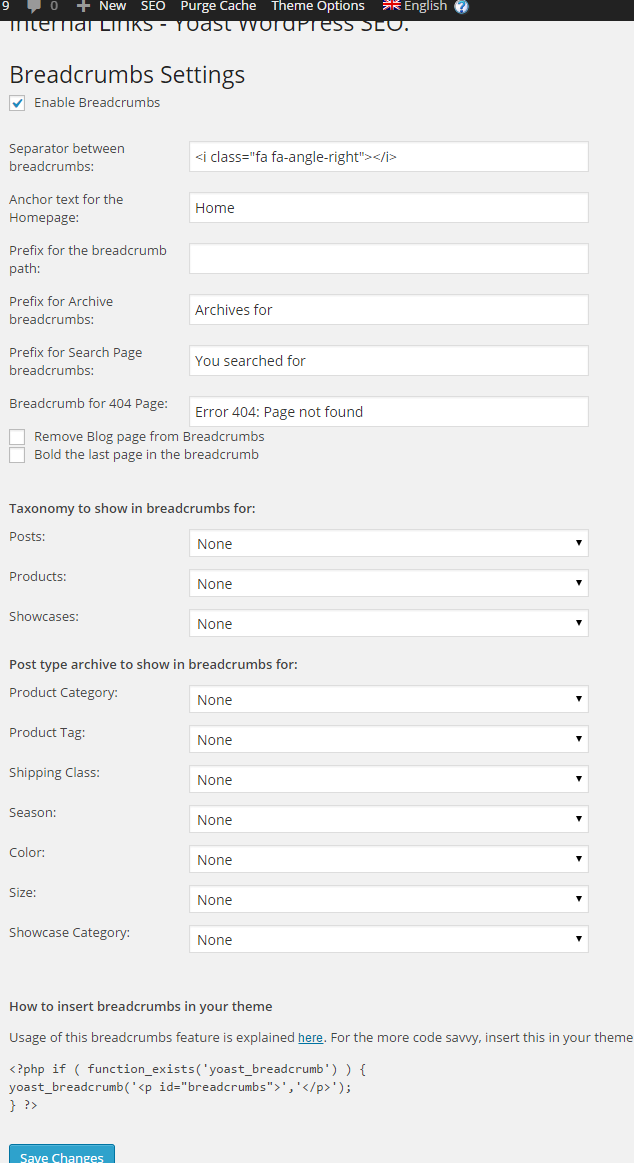 9 0 New SEO Purge Cache Theme Options English ?
Internal Links - Yoast WordPress SEO:
Breadcrumbs Settings
Enable Breadcrumbs
Separator between
breadcrumbs:
<i class="fa fa-angle-right"></i>
Anchor text for the
Homepage:
Home
Prefix for the breadcrumb
path:
Prefix for Archive
breadcrumbs:
Archives for
Prefix for Search Page
breadcrumbs:
You searched for
Breadcrumb for 404 Page:
Error 404: Page not found
Remove Blog page from Breadcrumbs
Bold the last page in the breadcrumb
Taxonomy to show in breadcrumbs for:
Posts:
None
Products:
None
Showcases:
None
Post type archive to show in breadcrumbs for:
Product Category:
None
Product Tag:
None
Shipping Class:
None
Season:
None
Color:
None
Size:
None
Showcase Category:
None
How to insert breadcrumbs in your theme
Usage of this breadcrumbs feature is explained here. For the more code savvy, insert this in your theme
<?php if ( function_exists('yoast_breadcrumb') ) {
yoast_breadcrumb('<p id="breadcrumbs">','</p>');
} ?>
Save Changes